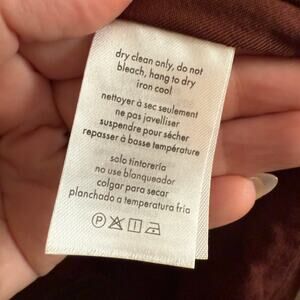 dry clean only, do not
bleach, hang to dry
iron cool
nettoyer à sec seulement
ne pas javelliser
suspendre pour sécher
repasser à basse température
solo tintorería
no use blanqueador
colgar para secar
planchado a temperatura fría
P